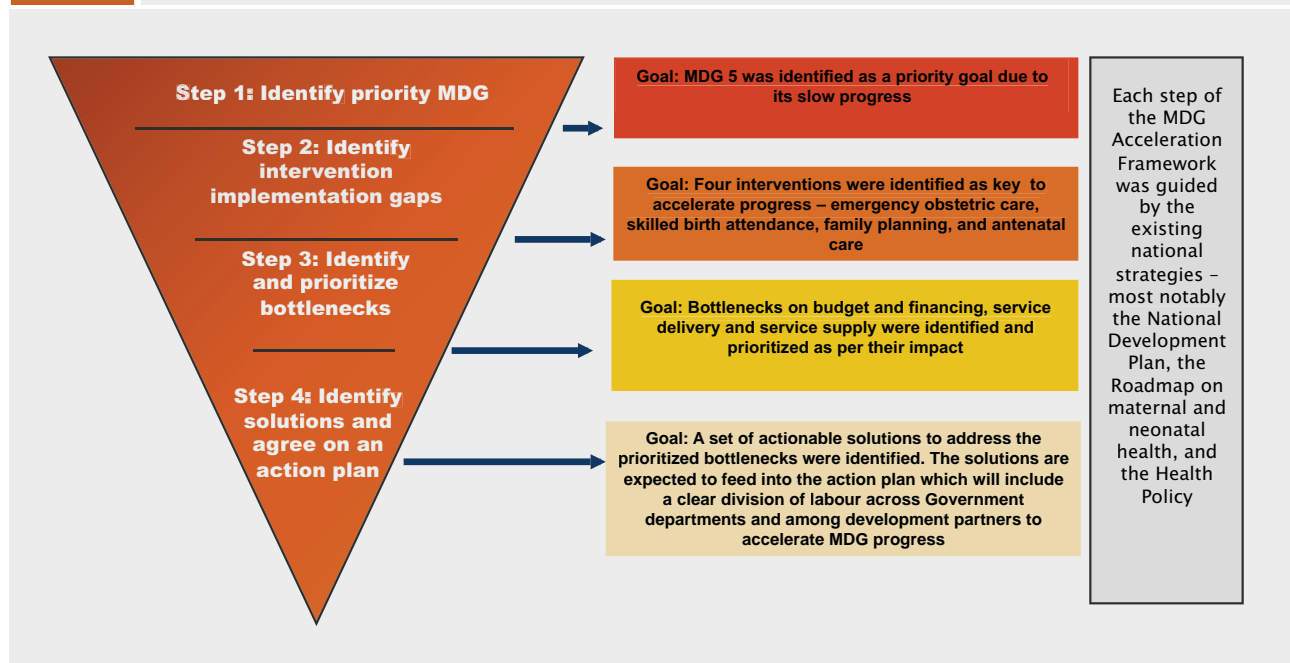 Step 1: Identify priority MDG
Step 2: Identify
intervention
implementation gaps
Step 3: Identify
and prioritize
bottlenecks
Step 4: Identify
solutions and
agree on an
action plan
Goal: MDG 5 was identified as a priority goal due to
its slow progress
Goal: Four interventions were identified as key to
accelerate progress – emergency obstetric care,
skilled birth attendance, family planning, and antenatal
care
Goal: Bottlenecks on budget and financing, service
delivery and service supply were identified and
prioritized as per their impact
Goal: A set of actionable solutions to address the
prioritized bottlenecks were identified. The solutions are
expected to feed into the action plan which will include
a clear division of labour across Government
departments and among development partners to
accelerate MDG progress
Each step of
the MDG
Acceleration
Framework
was guided
by the
existing
national
strategies –
most notably
the National
Development
Plan, the
Roadmap on
maternal and
neonatal
health, and
the Health
Policy